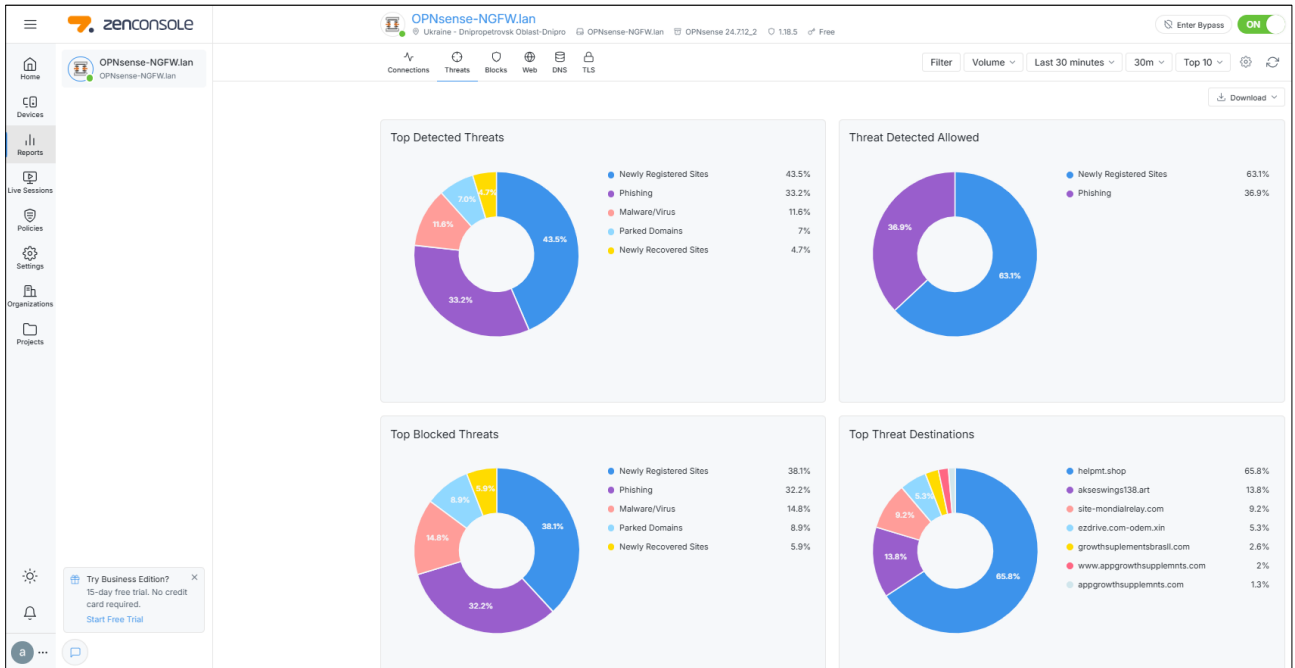 zenconsole
OPNsense-NGFW.lan
Ukraine - Dnipropetrovsk Oblast-Dnipro OPNsense-NGFW.lan OPNsense 24.7.12_2 1.18.5 Free
Enter Bypass
ON
Home
Devices
Reports
Live Sessions
Policies
Settings
Organizations
Projects
OPNsense-NGFW.lan
OPNsense-NGFW.lan
Connections Threats Blocks Web DNS TLS
Filter Volume Last 30 minutes 30m Top 10
Download
Top Detected Threats
4.7%
7.0%
11.6%
43.5%
33.2%
Newly Registered Sites 43.5%
Phishing 33.2%
Malware/Virus 11.6%
Parked Domains 7%
Newly Recovered Sites 4.7%
Threat Detected Allowed
36.9%
63.1%
Newly Registered Sites 63.1%
Phishing 36.9%
Top Blocked Threats
5.9%
8.9%
14.8%
38.1%
32.2%
Newly Registered Sites 38.1%
Phishing 32.2%
Malware/Virus 14.8%
Parked Domains 8.9%
Newly Recovered Sites 5.9%
Top Threat Destinations
5.3%
9.2%
13.8%
65.8%
helpmt.shop 65.8%
akseswings138.art 13.8%
site-mondialrelay.com 9.2%
ezdrive.com-odem.xin 5.3%
growthsuplementsbrasll.com 2.6%
www.appgrowthsupplemnts.com 2%
appgrowthsupplemnts.com 1.3%
Try Business Edition?
15-day free trial. No credit
card required.
Start Free Trial
a